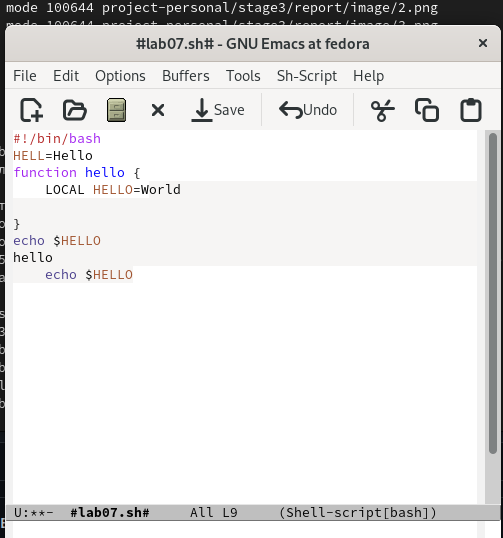 mode 100644 project-personal/stage3/report/image/2.png
#lab07.sh# - GNU Emacs at fedora
File Edit Options Buffers Tools Sh-Script Help
Save Undo
#!/bin/bash
HELL=Hello
function hello {
    LOCAL HELLO=World
}
echo $HELLO
hello
    echo $HELLO
U:**-  #lab07.sh#     All L9     (Shell-script[bash])